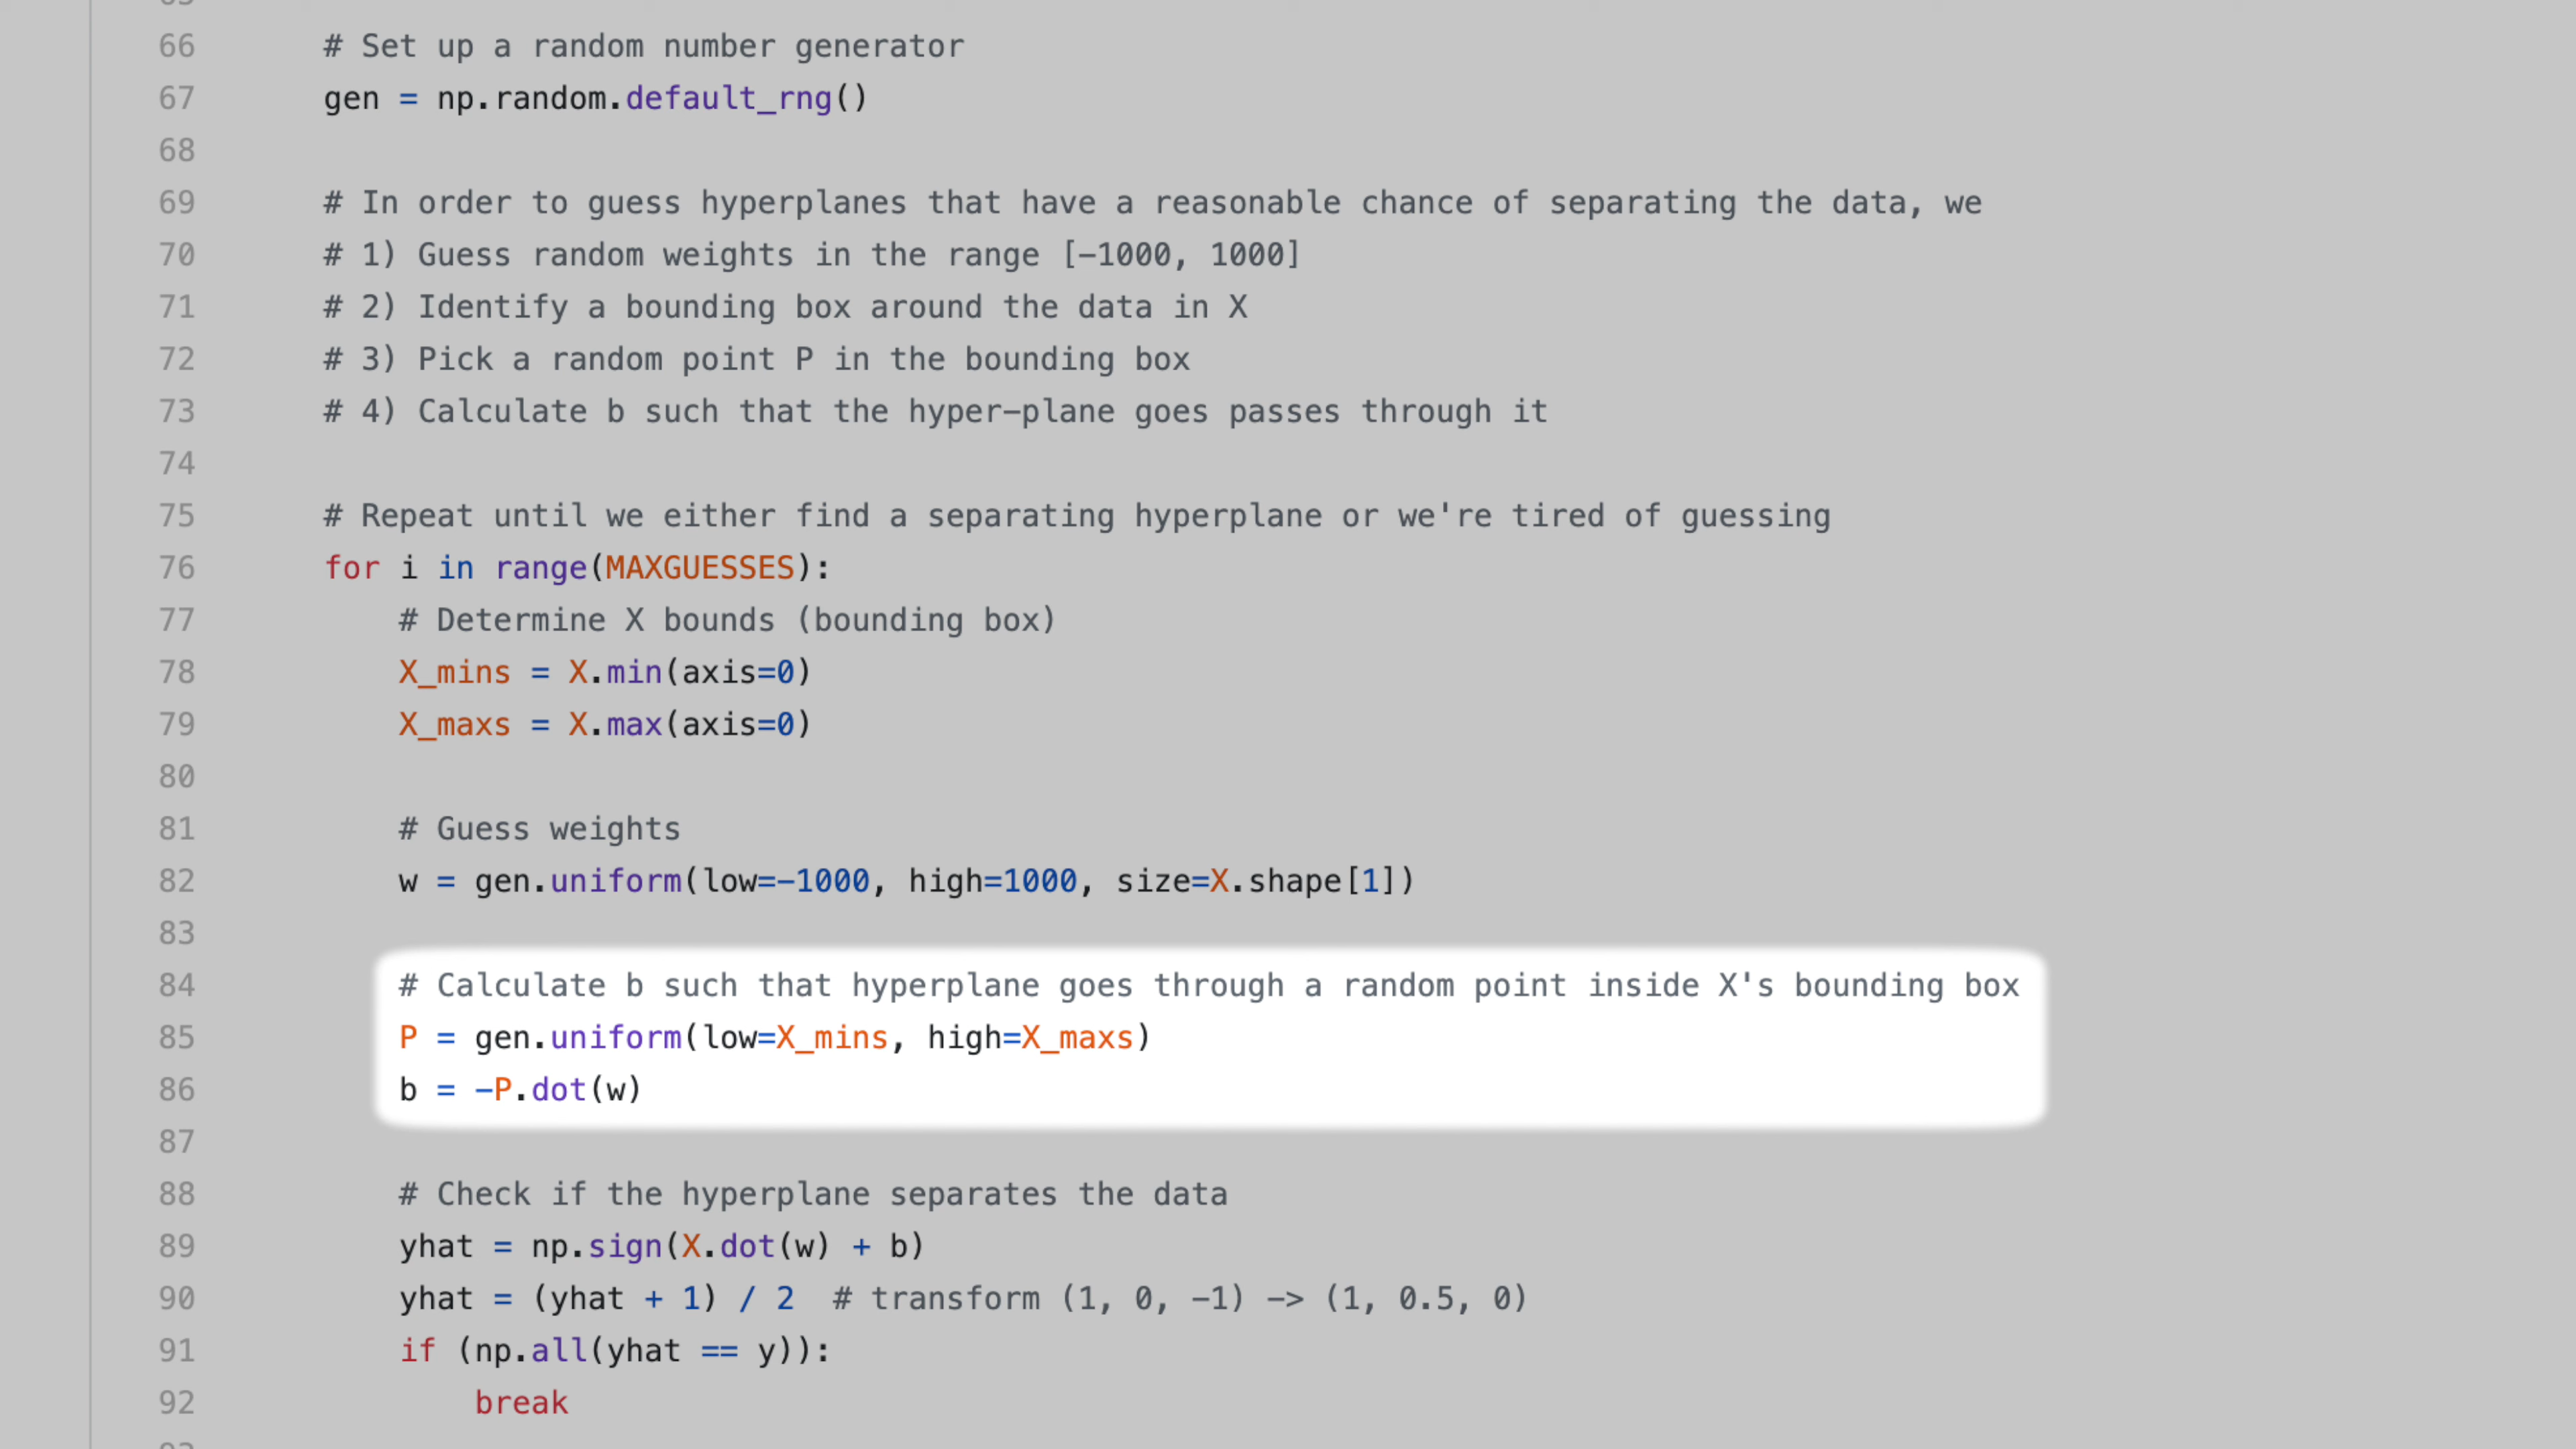 66 # Set up a random number generator
67 gen = np.random.default_rng()
68
69 # In order to guess hyperplanes that have a reasonable chance of separating the data, we
70 # 1) Guess random weights in the range [-1000, 1000]
71 # 2) Identify a bounding box around the data in X
72 # 3) Pick a random point P in the bounding box
73 # 4) Calculate b such that the hyper-plane goes passes through it
74
75 # Repeat until we either find a separating hyperplane or we're tired of guessing
76 for i in range(MAXGUESSES):
77 # Determine X bounds (bounding box)
78 X_mins = X.min(axis=0)
79 X_maxs = X.max(axis=0)
80
81 # Guess weights
82 w = gen.uniform(low=-1000, high=1000, size=X.shape[1])
83
84 # Calculate b such that hyperplane goes through a random point inside X's bounding box
85 P = gen.uniform(low=X_mins, high=X_maxs)
86 b = -P.dot(w)
87
88 # Check if the hyperplane separates the data
89 yhat = np.sign(X.dot(w) + b)
90 yhat = (yhat + 1) / 2  # transform (1, 0, -1) -> (1, 0.5, 0)
91 if (np.all(yhat == y)):
92 break